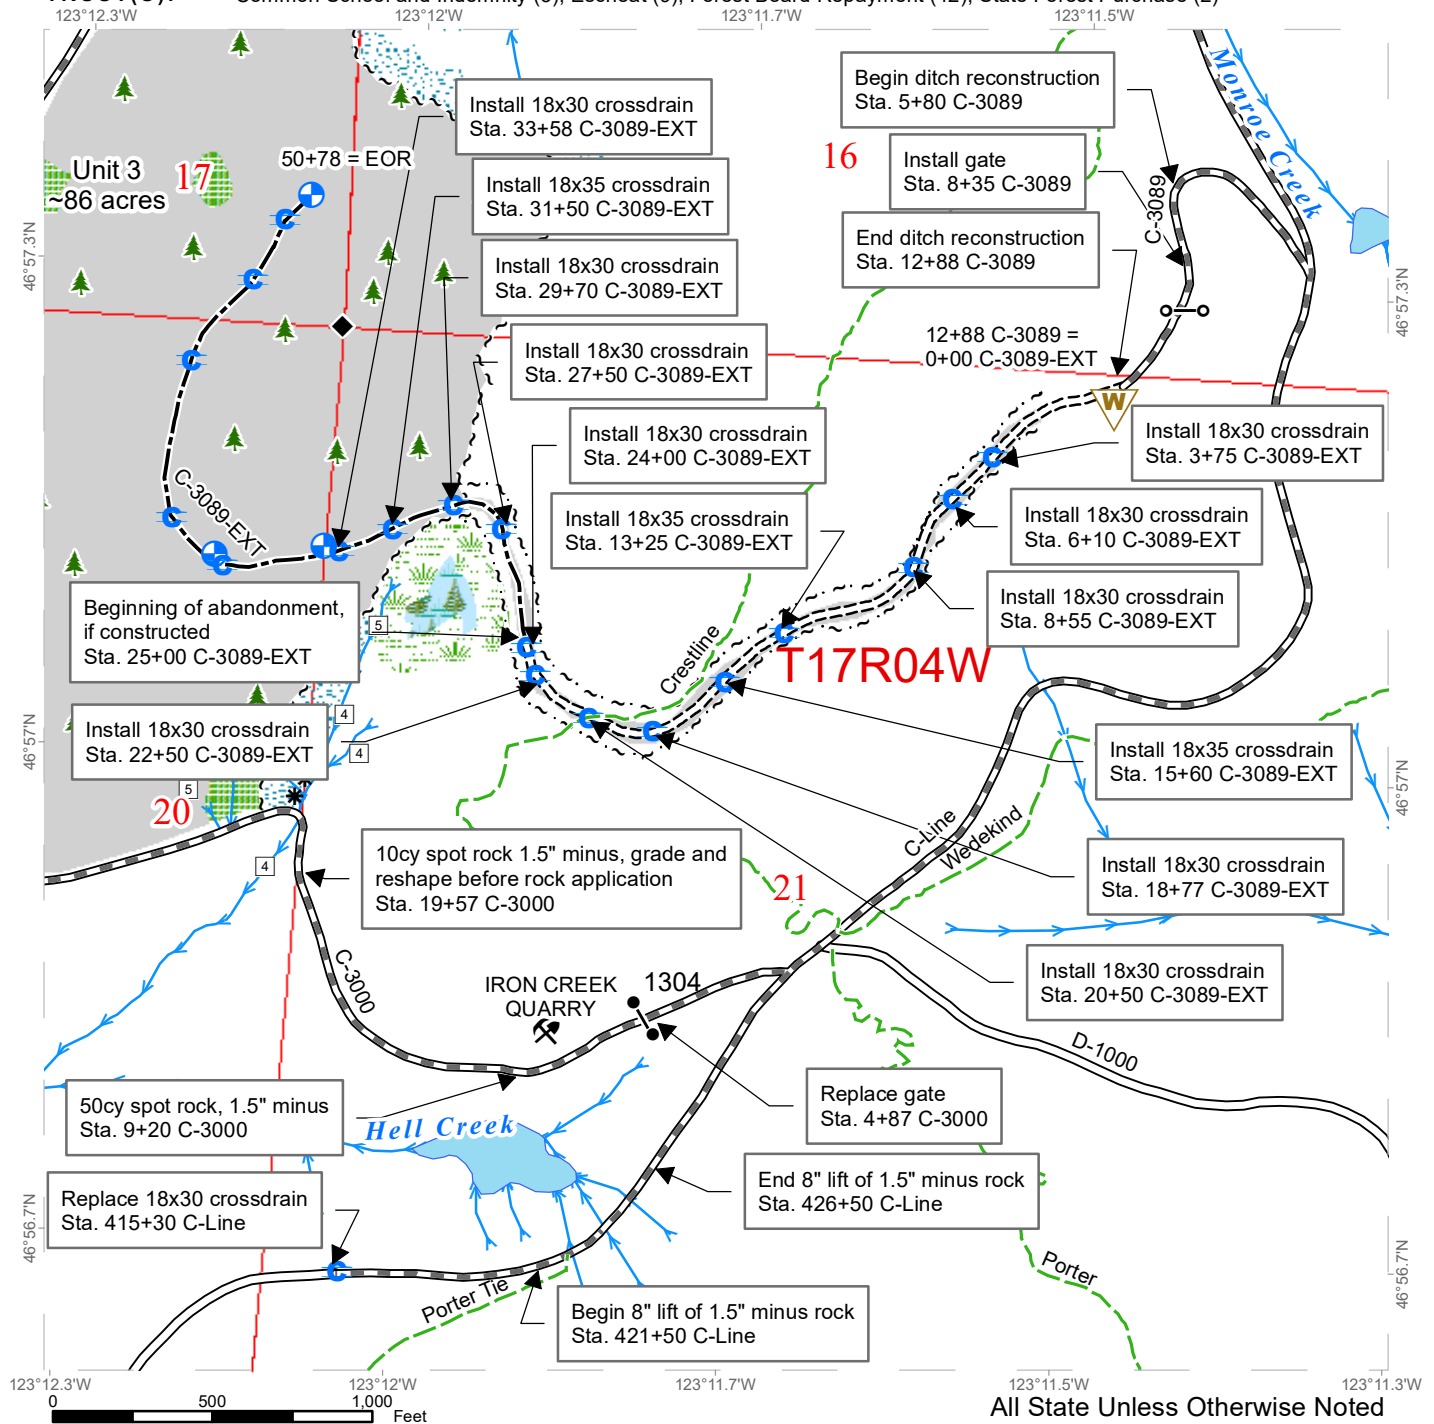 123°12.3'W
123°12'W
123°11.7'W
123°11.5'W
Install 18x30 crossdrain
Sta. 33+58 C-3089-EXT
Begin ditch reconstruction
Sta. 5+80 C-3089
Monroe Creek
50+78 = EOR
16
Install gate
Sta. 8+35 C-3089
Unit 3
~86 acres
17
Install 18x35 crossdrain
Sta. 31+50 C-3089-EXT
C-3089
End ditch reconstruction
Sta. 12+88 C-3089
46°57.3'N
46°57.3'N
Install 18x30 crossdrain
Sta. 29+70 C-3089-EXT
12+88 C-3089 =
0+00 C-3089-EXT
Install 18x30 crossdrain
Sta. 27+50 C-3089-EXT
W
Install 18x30 crossdrain
Sta. 24+00 C-3089-EXT
Install 18x30 crossdrain
Sta. 3+75 C-3089-EXT
C-3089-EXT
Install 18x35 crossdrain
Sta. 13+25 C-3089-EXT
Install 18x30 crossdrain
Sta. 6+10 C-3089-EXT
Beginning of abandonment,
if constructed
Sta. 25+00 C-3089-EXT
5
Install 18x30 crossdrain
Sta. 8+55 C-3089-EXT
Crestline
T17R04W
4
4
Install 18x30 crossdrain
Sta. 22+50 C-3089-EXT
46°57'N
46°57'N
Install 18x35 crossdrain
Sta. 15+60 C-3089-EXT
5
20
C-Line
Wedekind
4
10cy spot rock 1.5" minus, grade and
reshape before rock application
Sta. 19+57 C-3000
21
Install 18x30 crossdrain
Sta. 18+77 C-3089-EXT
C-3000
IRON CREEK
QUARRY
1304
Install 18x30 crossdrain
Sta. 20+50 C-3089-EXT
D-1000
50cy spot rock, 1.5" minus
Sta. 9+20 C-3000
Hell Creek
Replace gate
Sta. 4+87 C-3000
Replace 18x30 crossdrain
Sta. 415+30 C-Line
End 8" lift of 1.5" minus rock
Sta. 426+50 C-Line
46°56.7'N
46°56.7'N
Porter
Porter Tie
Begin 8" lift of 1.5" minus rock
Sta. 421+50 C-Line
123°12.3'W
123°12'W
123°11.7'W
123°11.5'W
123°11.3'W
0 500 1,000
Feet
All State Unless Otherwise Noted